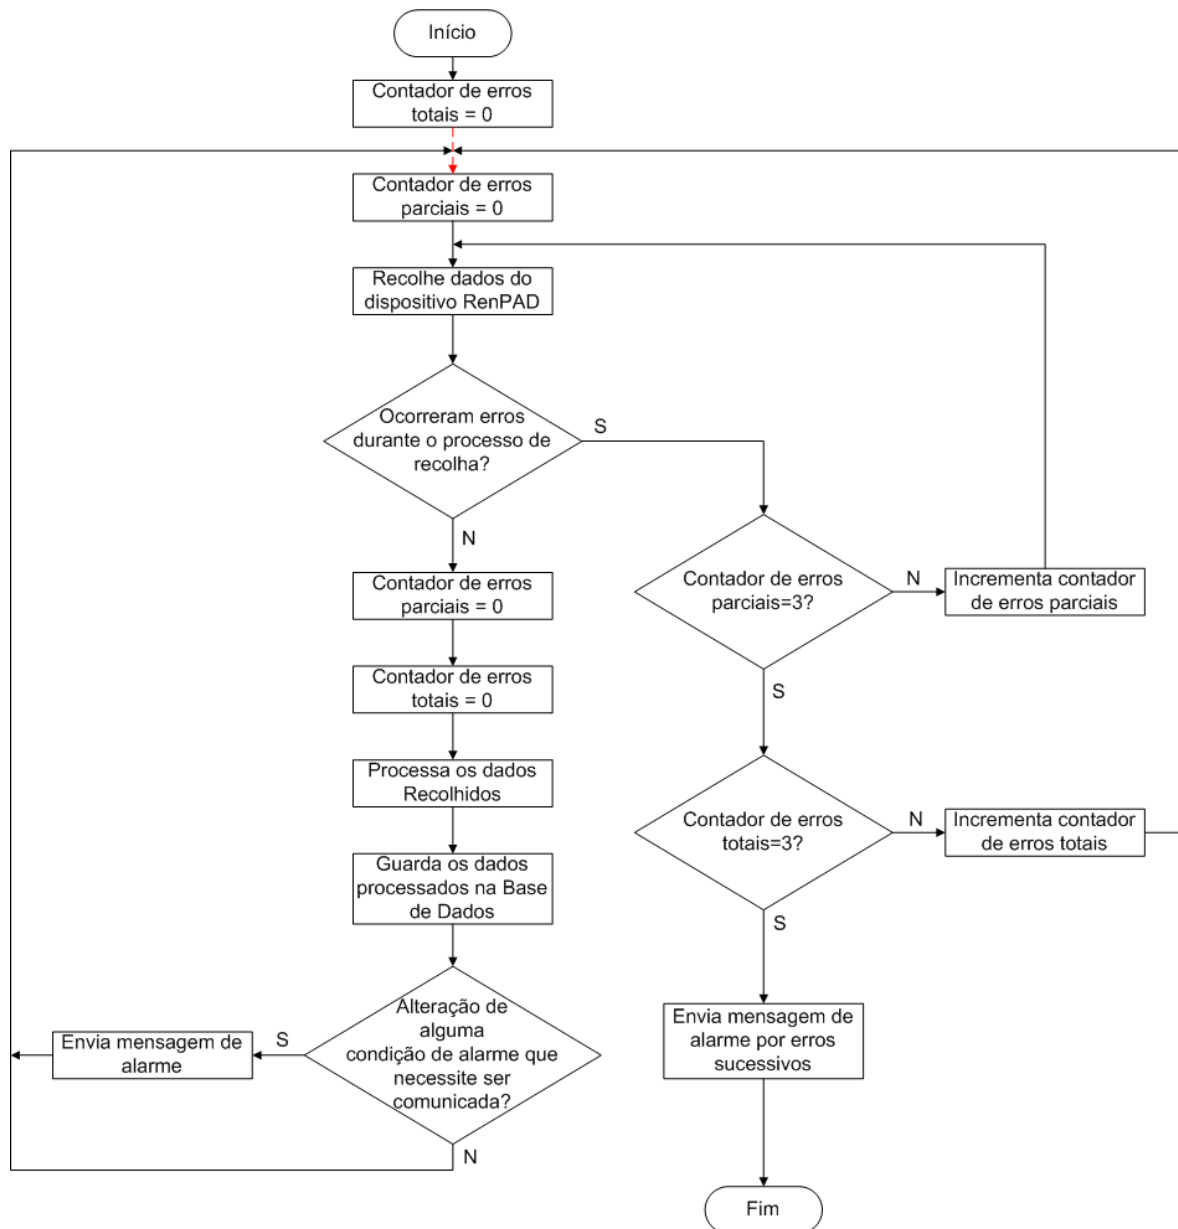 Início
Contador de erros
totais = 0
Contador de erros
parciais = 0
Recolhe dados do
dispositivo RenPAD
Ocorreram erros
durante o processo de
recolha?
S
N
Contador de erros
parciais = 0
Contador de erros
totais = 0
Processa os dados
Recolhidos
Guarda os dados
processados na Base
de Dados
Alteração de
alguma
condição de alarme que
necessite ser
comunicada?
S
Envia mensagem de
alarme
N
Contador de erros
parciais=3?
N
Incrementa contador
de erros parciais
S
Contador de erros
totais=3?
N
Incrementa contador
de erros totais
S
Envia mensagem de
alarme por erros
sucessivos
Fim